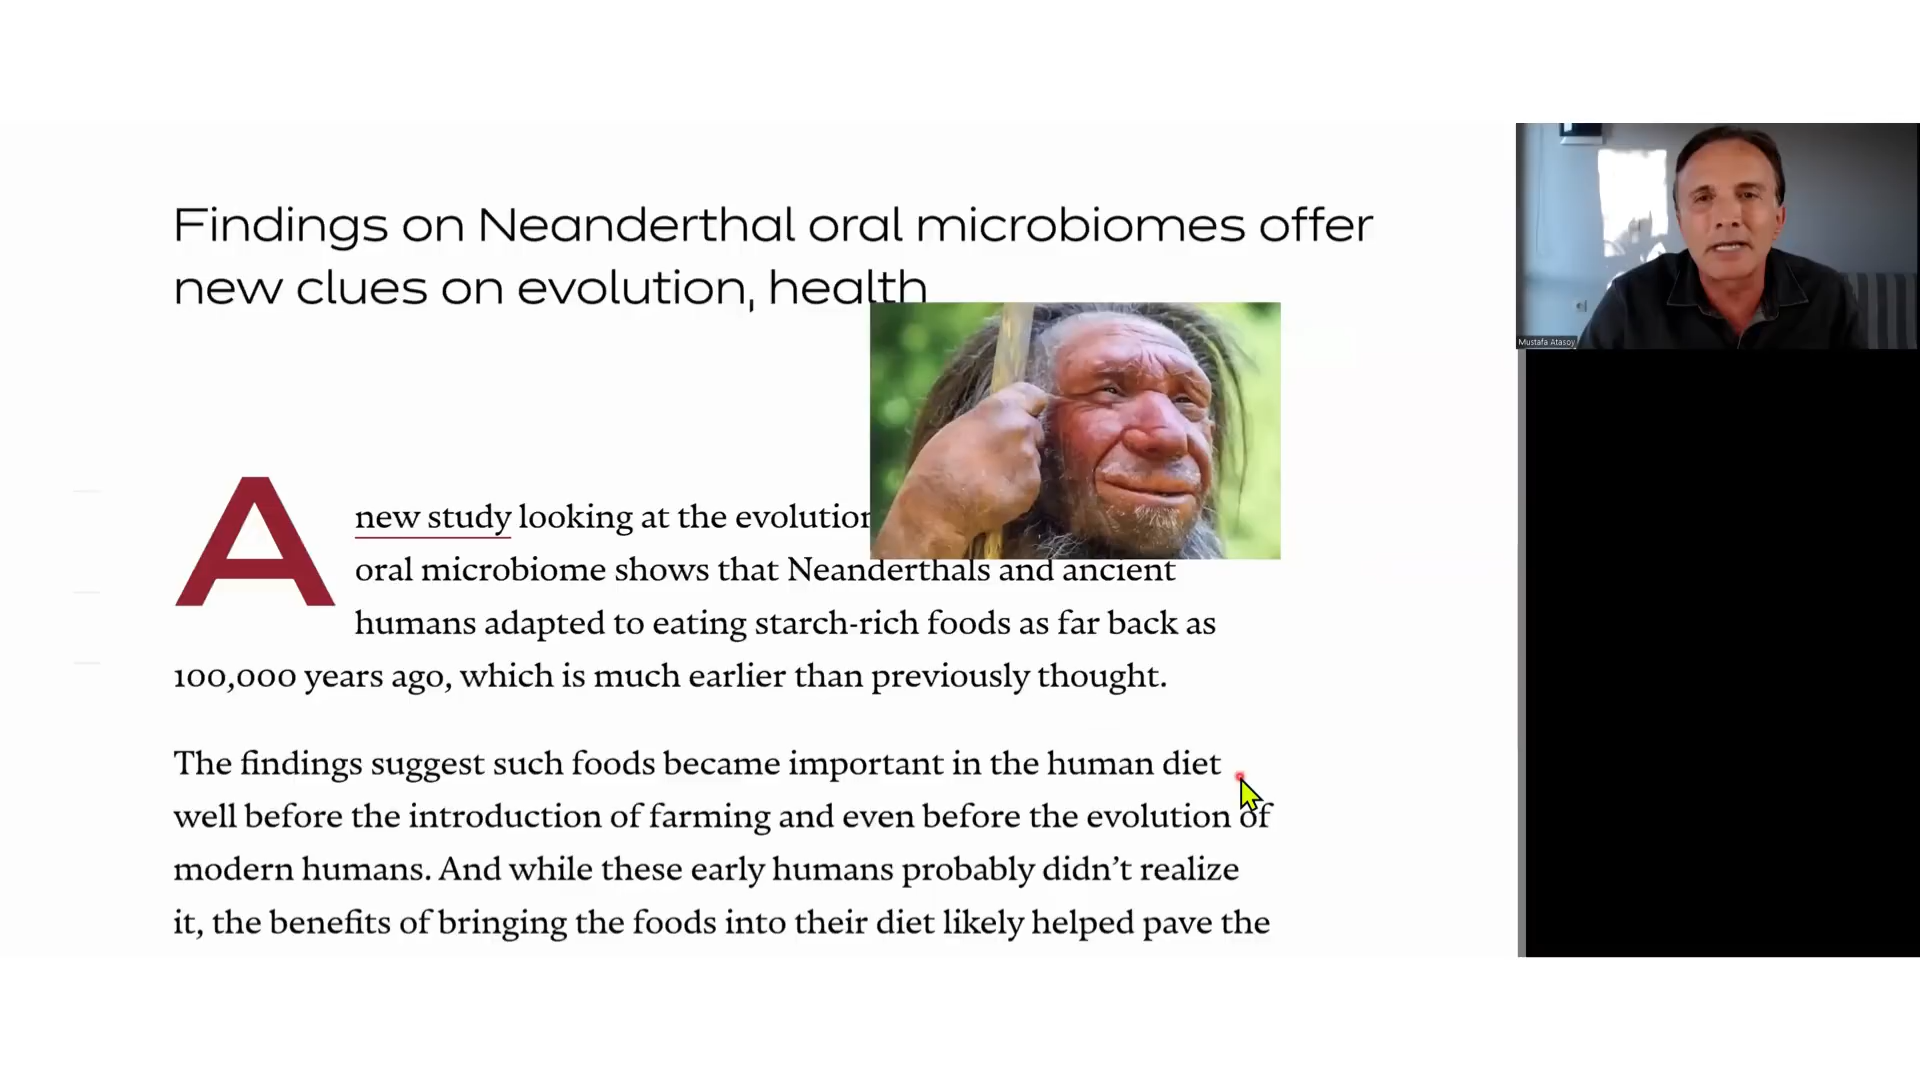 Findings on Neanderthal oral microbiomes offer
new clues on evolution, health
A
new study looking at the evolution
oral microbiome shows that Neanderthals and ancient
humans adapted to eating starch-rich foods as far back as
100,000 years ago, which is much earlier than previously thought.
The findings suggest such foods became important in the human diet
well before the introduction of farming and even before the evolution of
modern humans. And while these early humans probably didn’t realize
it, the benefits of bringing the foods into their diet likely helped pave the
Mustafa Atasoy